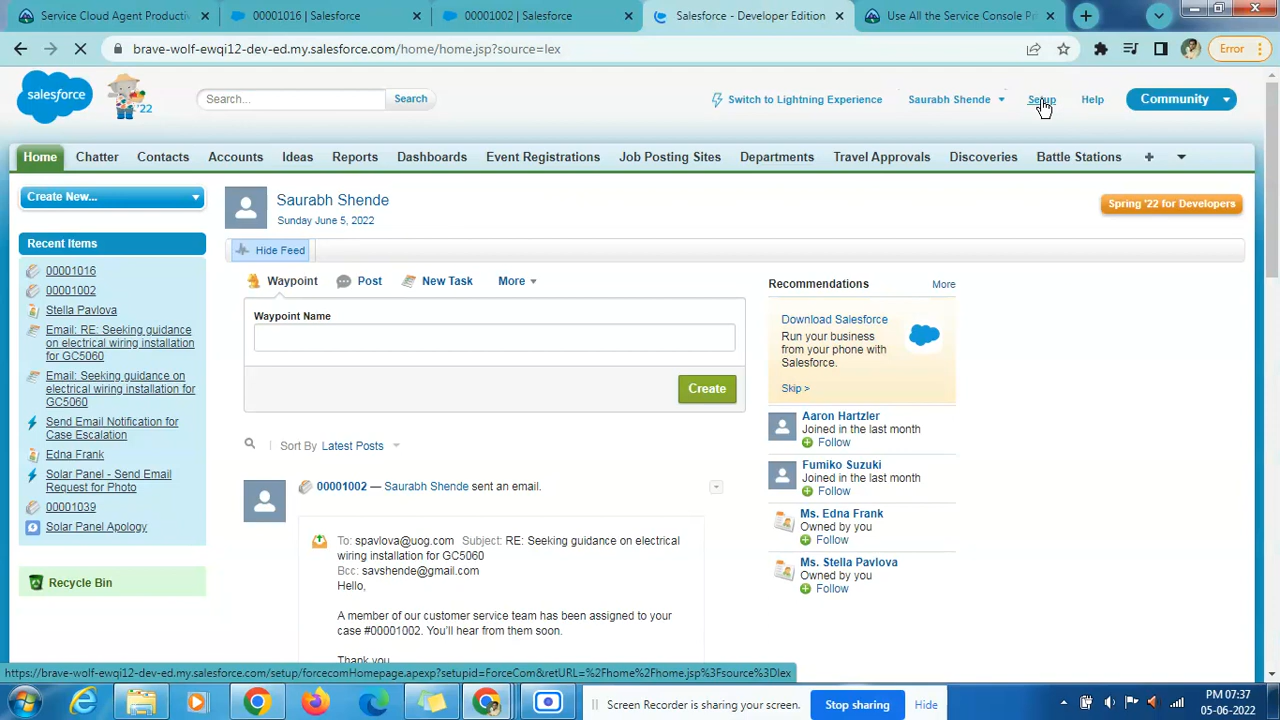 Service Cloud Agent Producti
00001016 | Salesforce
00001002 | Salesforce
Salesforce - Developer Edition
Use All the Service Console Pr
brave-wolf-ewqi12-dev-ed.my.salesforce.com/home/home.jsp?source=lex
Error
salesforce
'22
Search...
Search
Switch to Lightning Experience
Saurabh Shende
Setup
Help
Community
Home
Chatter
Contacts
Accounts
Ideas
Reports
Dashboards
Event Registrations
Job Posting Sites
Departments
Travel Approvals
Discoveries
Battle Stations
Create New...
Recent Items
00001016
00001002
Stella Pavlova
Email: RE: Seeking guidance
on electrical wiring installation
for GC5060
Email: Seeking guidance on
electrical wiring installation for
GC5060
Send Email Notification for
Case Escalation
Edna Frank
Solar Panel - Send Email
Request for Photo
00001039
Solar Panel Apology
Recycle Bin
Saurabh Shende
Sunday June 5, 2022
Spring '22 for Developers
Hide Feed
Waypoint
Post
New Task
More
Waypoint Name
Create
Sort By Latest Posts
00001002 — Saurabh Shende sent an email.
To: spavlova@uog.com Subject: RE: Seeking guidance on electrical
wiring installation for GC5060
Bcc: savshende@gmail.com
Hello,
A member of our customer service team has been assigned to your
case #00001002. You'll hear from them soon.
Thank you
Recommendations
More
Download Salesforce
Run your business
from your phone with
Salesforce.
Skip >
Aaron Hartzler
Joined in the last month
Follow
Fumiko Suzuki
Joined in the last month
Follow
Ms. Edna Frank
Owned by you
Follow
Ms. Stella Pavlova
Owned by you
Follow
https://brave-wolf-ewqi12-dev-ed.my.salesforce.com/setup/forcecomHomepage.apexp?setupid=ForceCom&retURL=%2Fhome%2Fhome.jsp%3Fsource%3Dlex
Screen Recorder is sharing your screen.
Stop sharing
Hide
PM 07:37
05-06-2022